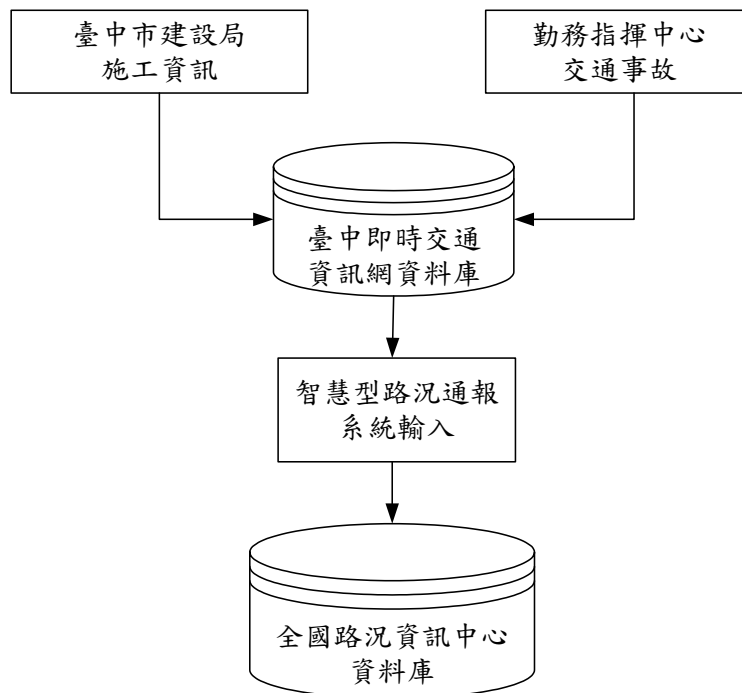 臺中市建設局
施工資訊
勤務指揮中心
交通事故
臺中即時交通
資訊網資料庫
智慧型路況通報
系統輸入
全國路況資訊中心
資料庫